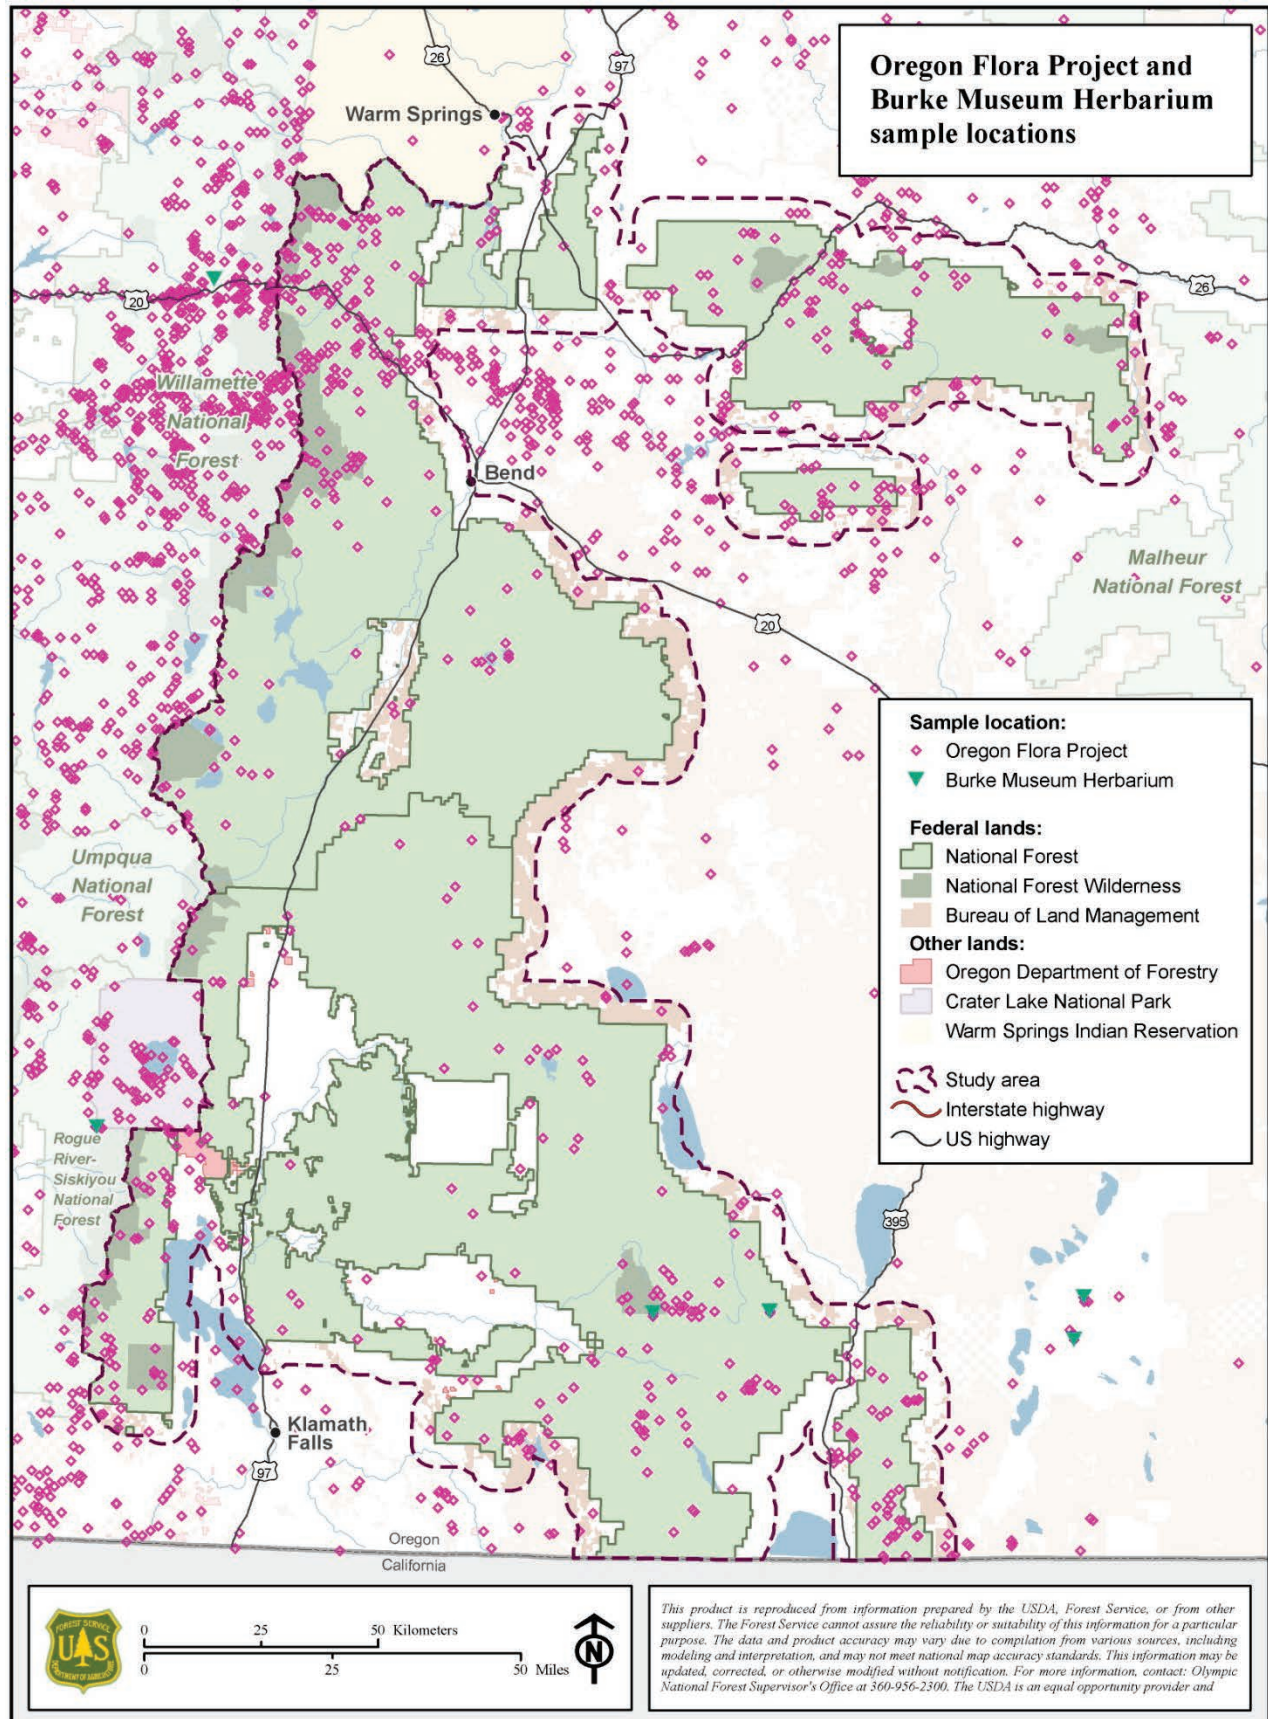 Oregon Flora Project and
Burke Museum Herbarium
sample locations
26
97
Warm Springs
20
26
Willamette
National
Forest
Bend
Malheur
National Forest
20
Sample location:
Oregon Flora Project
Burke Museum Herbarium
Federal lands:
National Forest
National Forest Wilderness
Bureau of Land Management
Other lands:
Oregon Department of Forestry
Crater Lake National Park
Warm Springs Indian Reservation
Study area
Interstate highway
US highway
Umpqua
National
Forest
Rogue
River-
Siskiyou
National
Forest
395
Klamath
Falls
97
Oregon
California
FOREST SERVICE
U S
DEPARTMENT OF AGRICULTURE
0 25 50 Kilometers
0 25 50 Miles
N
This product is reproduced from information prepared by the USDA, Forest Service, or from other
suppliers. The Forest Service cannot assure the reliability or suitability of this information for a particular
purpose. The data and product accuracy may vary due to compilation from various sources, including
modeling and interpretation, and may not meet national map accuracy standards. This information may be
updated, corrected, or otherwise modified without notification. For more information, contact: Olympic
National Forest Supervisor's Office at 360-956-2300. The USDA is an equal opportunity provider and